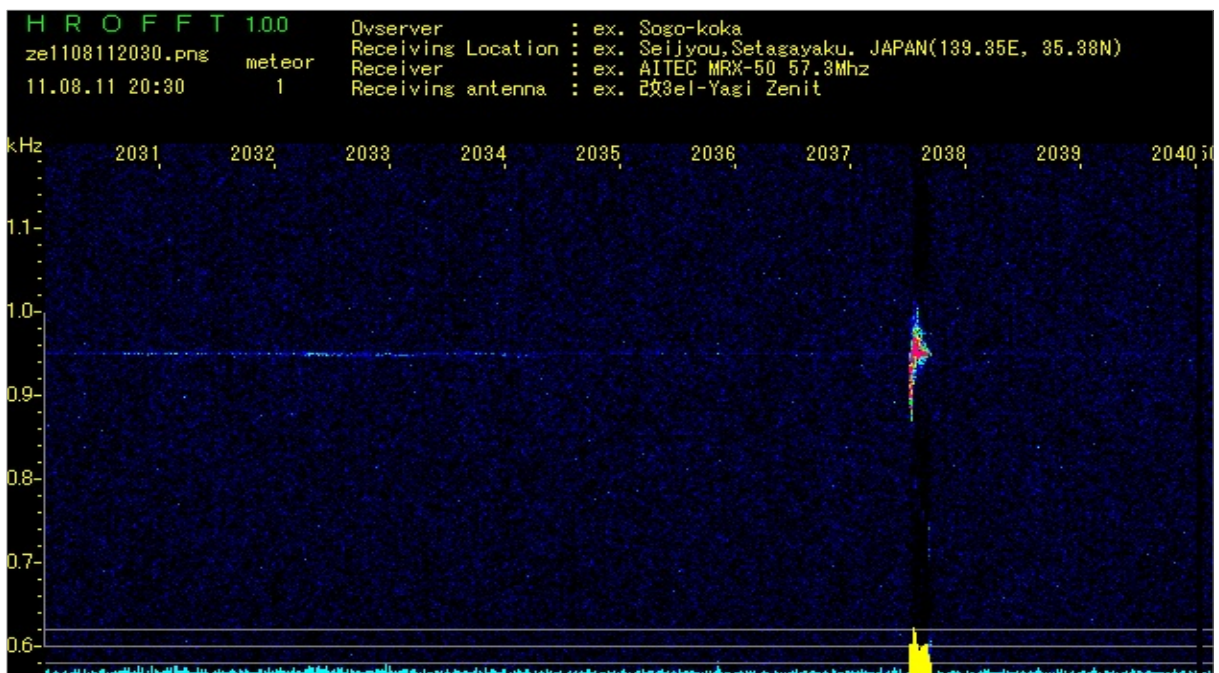 H R O F F T 1.0.0
ze1108112030.png
11.08.11 20:30
meteor
1
Ovserver : ex. Sogo-koka
Receiving Location : ex. Seijyou,Setagayaku. JAPAN(139.35E, 35.38N)
Receiver : ex. AITEC MRX-50 57.3Mhz
Receiving antenna : ex. 改3el-Yagi Zenit
kHz 2031 2032 2033 2034 2035 2036 2037 2038 2039 2040
1.1-
1.0-
0.9-
0.8-
0.7-
0.6-